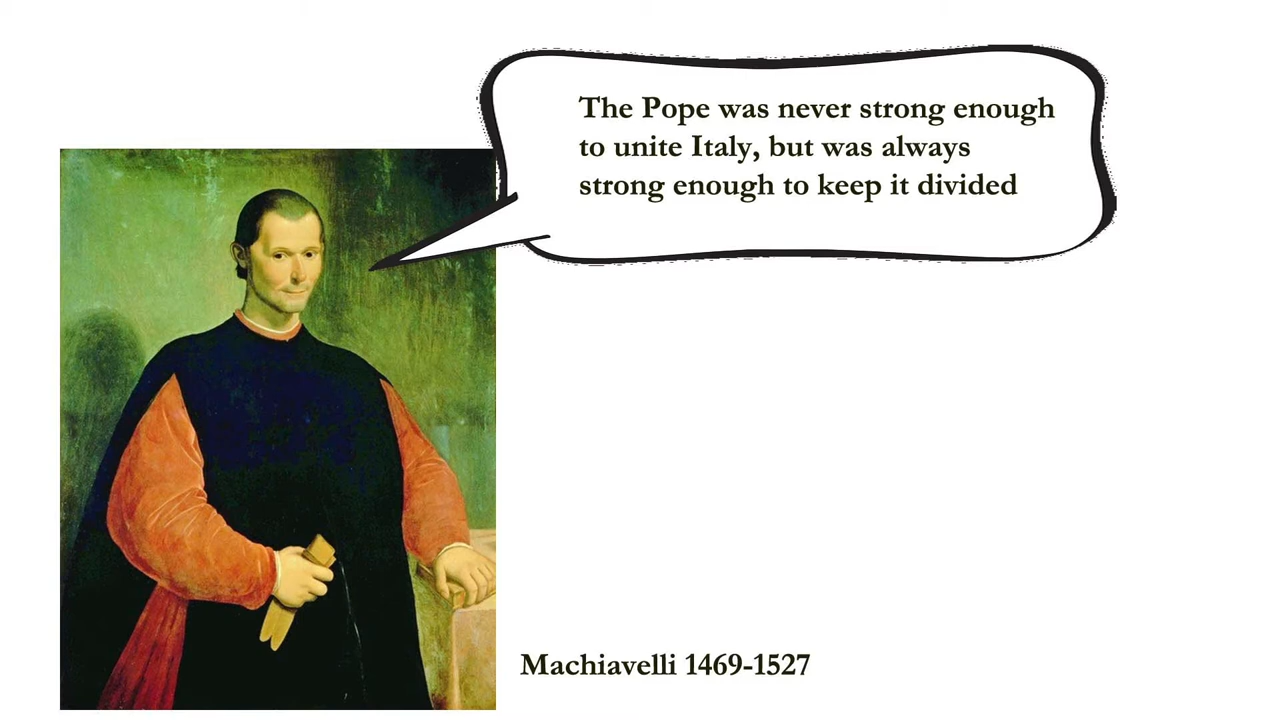 The Pope was never strong enough
to unite Italy, but was always
strong enough to keep it divided
Machiavelli 1469-1527